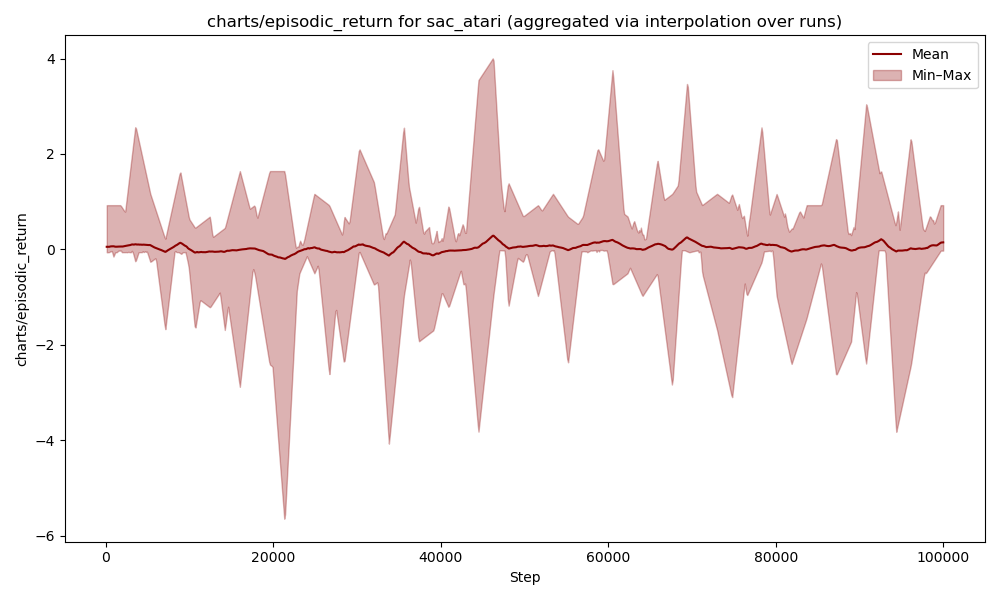 charts/episodic_return for sac_atari (aggregated via interpolation over runs)
Mean
Min–Max
charts/episodic_return
4
2
0
−2
−4
−6
0 20000 40000 60000 80000 100000
Step